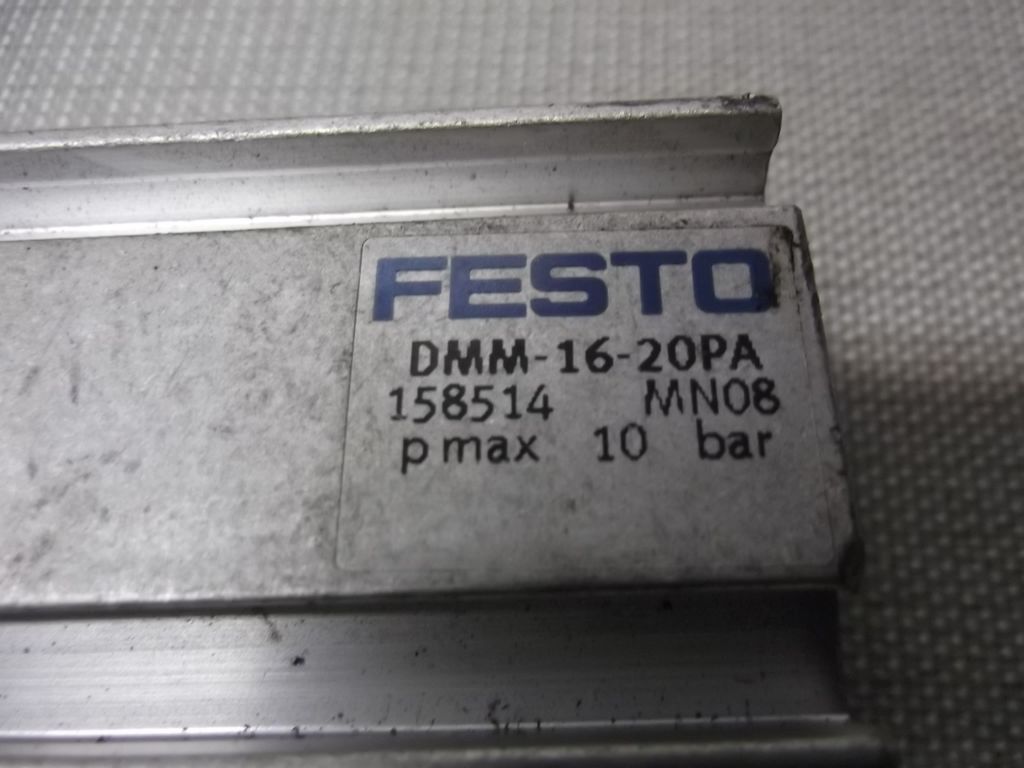 FESTO
DMM-16-20PA
158514 MN08
p max 10 bar